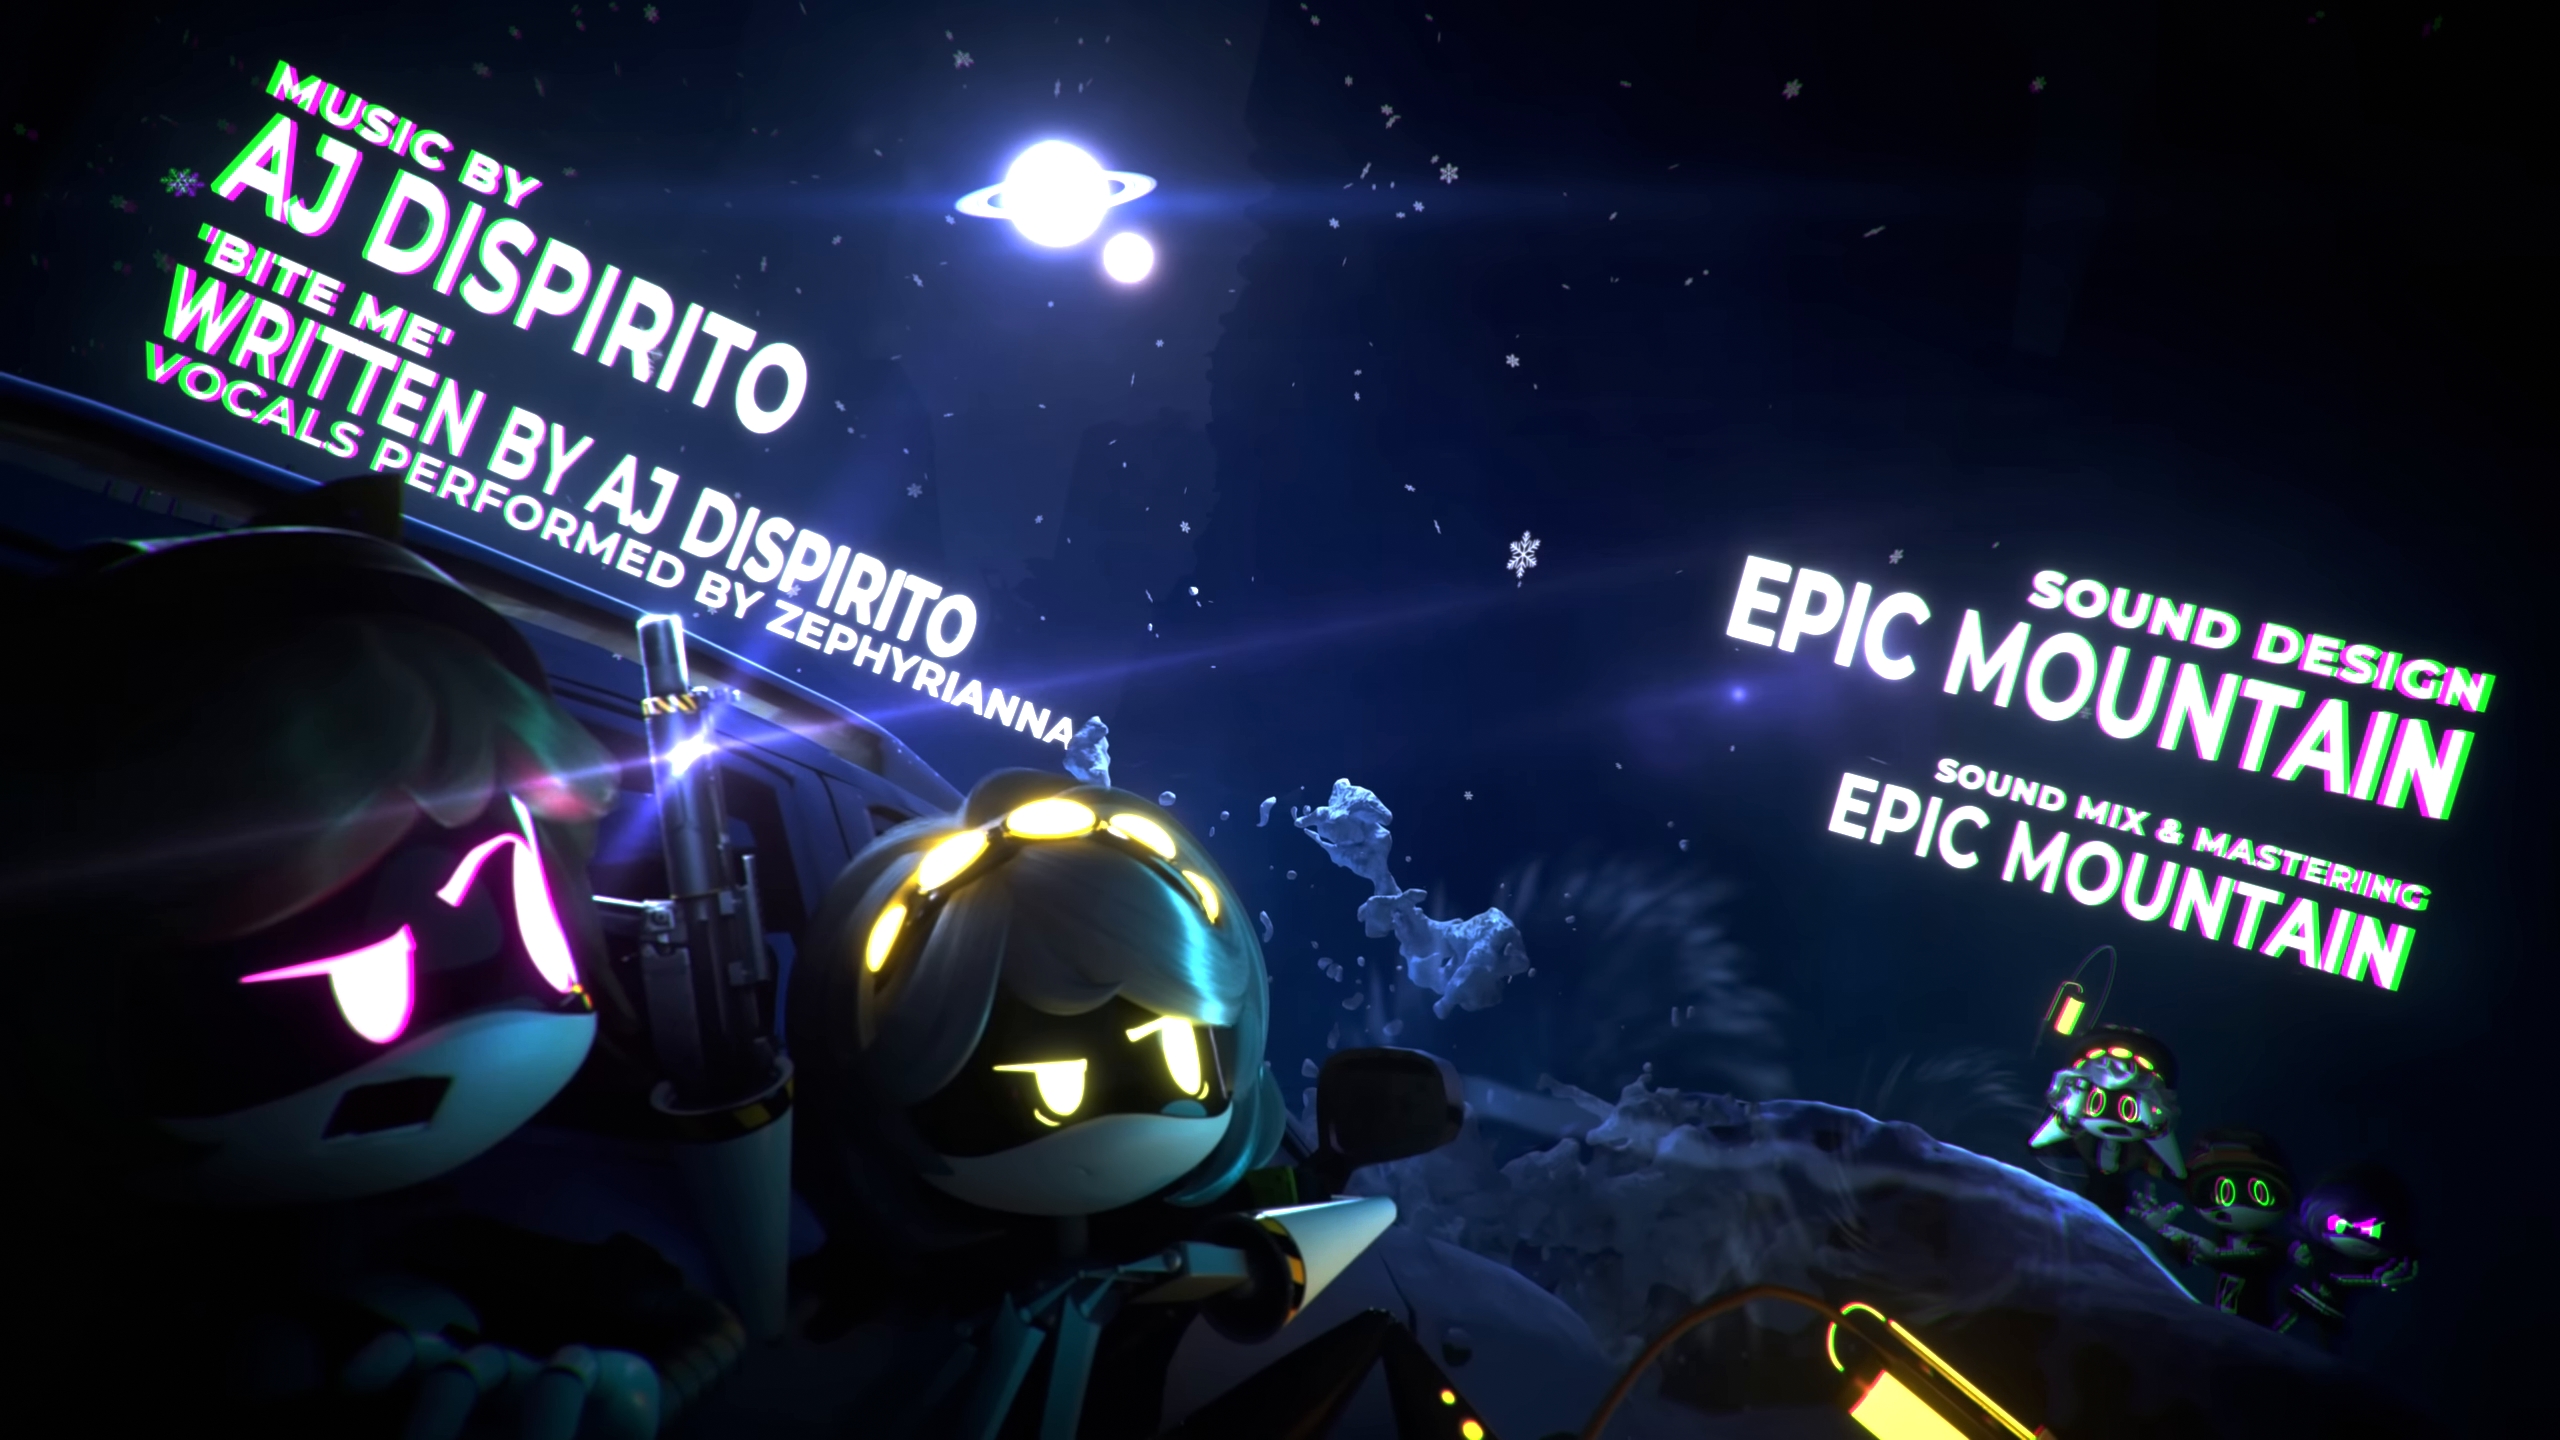 MUSIC BY
AJ DISPIRITO
'BITE ME'
WRITTEN BY AJ DISPIRITO
VOCALS PERFORMED BY ZEPHYRIANNA
SOUND DESIGN
EPIC MOUNTAIN
SOUND MIX & MASTERING
EPIC MOUNTAIN